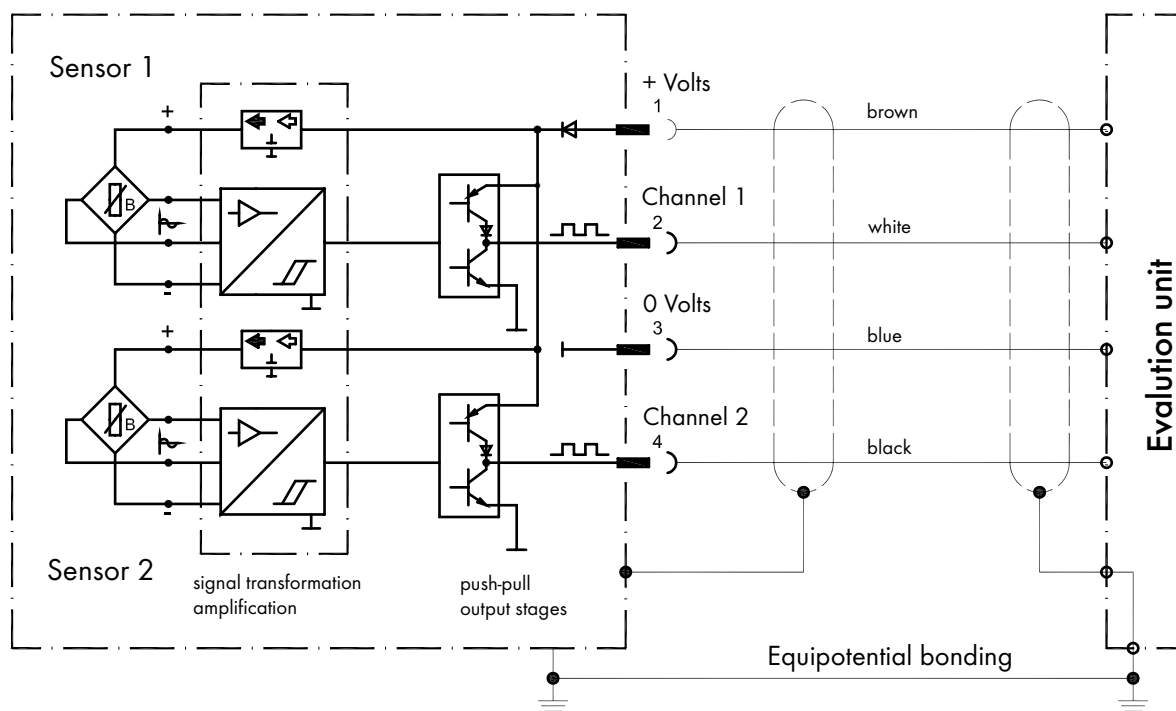 Sensor 1
+
B
-
+
B
-
Sensor 2
signal transformation
amplification
push-pull
output stages
+ Volts
1
brown
Channel 1
2
white
0 Volts
3
blue
Channel 2
4
black
Equipotential bonding
Evalution unit